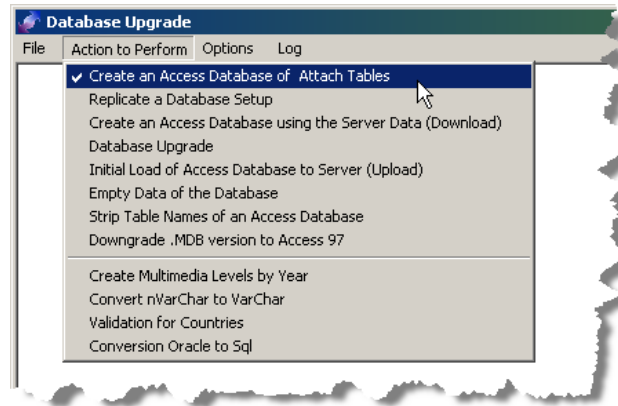 Database Upgrade
File Action to Perform Options Log
Create an Access Database of Attach Tables
Replicate a Database Setup
Create an Access Database using the Server Data (Download)
Database Upgrade
Initial Load of Access Database to Server (Upload)
Empty Data of the Database
Strip Table Names of an Access Database
Downgrade .MDB version to Access 97
Create Multimedia Levels by Year
Convert nVarChar to VarChar
Validation for Countries
Conversion Oracle to Sql